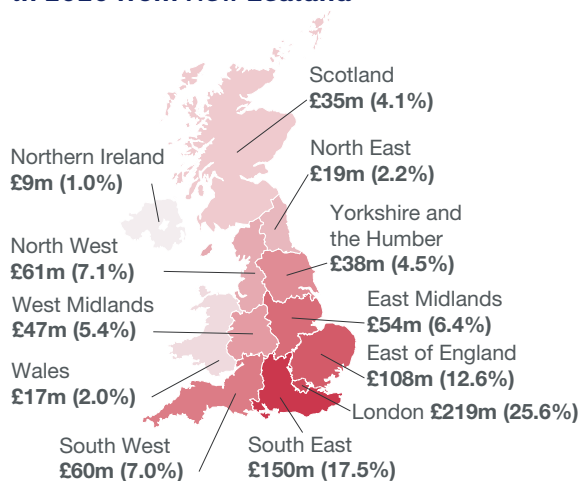 Scotland
£35m (4.1%)
North East
£19m (2.2%)
Northern Ireland
£9m (1.0%)
Yorkshire and
the Humber
£38m (4.5%)
North West
£61m (7.1%)
West Midlands
£47m (5.4%)
East Midlands
£54m (6.4%)
East of England
£108m (12.6%)
Wales
£17m (2.0%)
London £219m (25.6%)
South West
£60m (7.0%)
South East
£150m (17.5%)